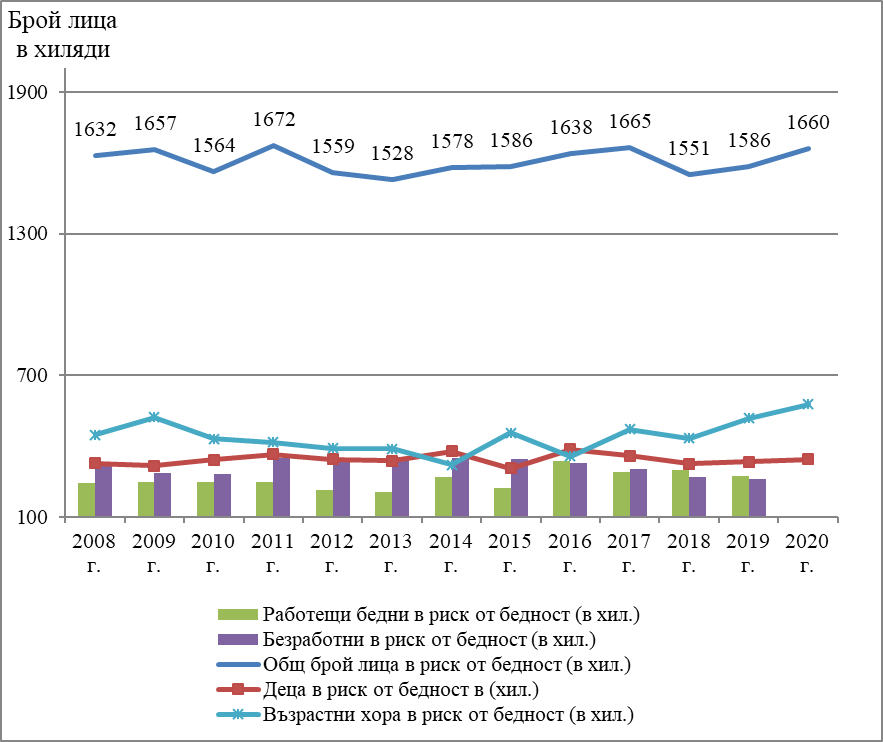 Брой лица
в хиляди
1900
1632 1657 1564 1672 1559 1528 1578 1586 1638 1665 1551 1586 1660
1300
700
100
2008 2009 2010 2011 2012 2013 2014 2015 2016 2017 2018 2019 2020
г. г. г. г. г. г. г. г. г. г. г. г. г.
Работещи бедни в риск от бедност (в хил.)
Безработни в риск от бедност (в хил.)
Общ брой лица в риск от бедност (в хил.)
Деца в риск от бедност в (хил.)
Възрастни хора в риск от бедност (в хил.)